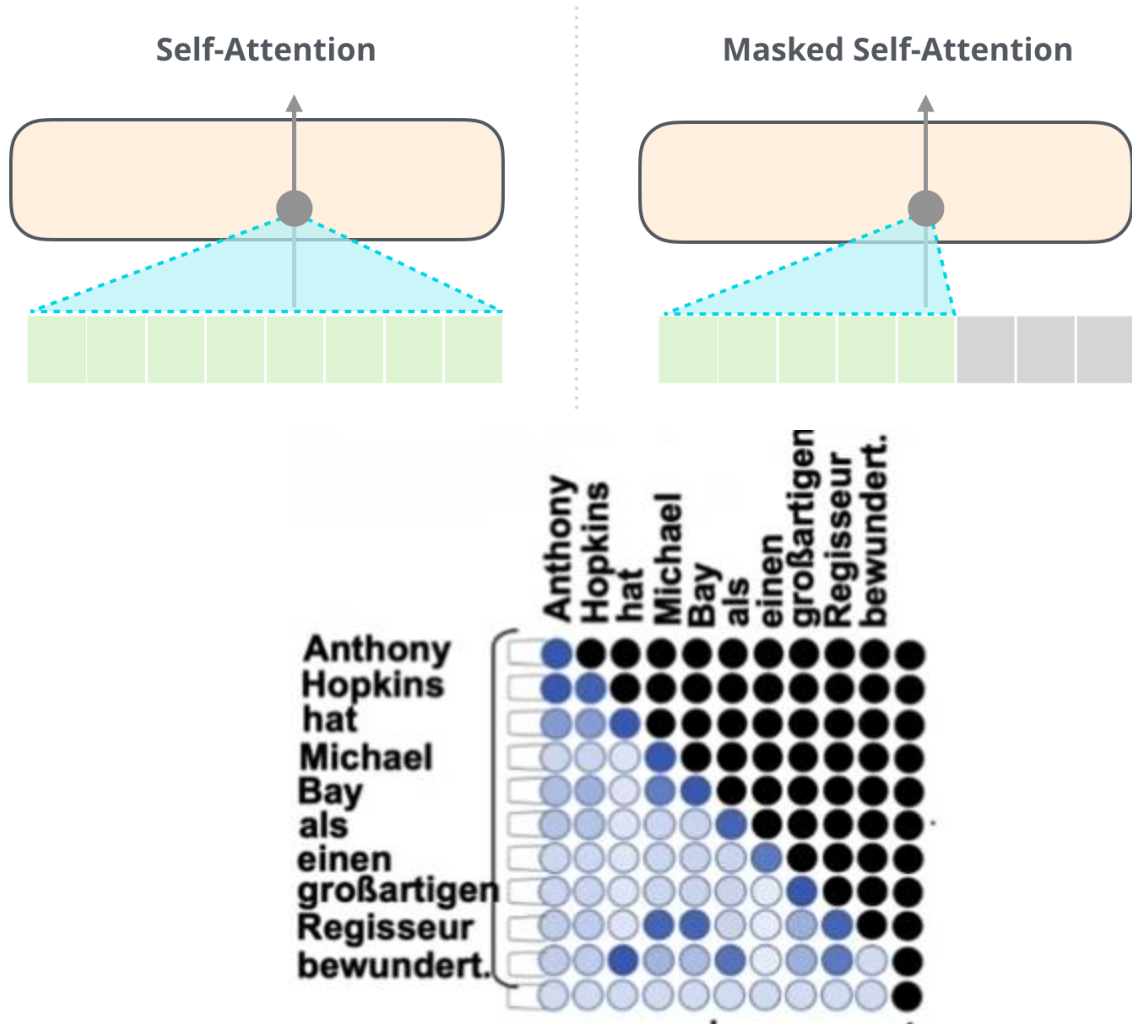 Self-Attention
Masked Self-Attention
Anthony
Hopkins
hat
Michael
Bay
als
einen
großartigen
Regisseur
bewundert.
Anthony
Hopkins
hat
Michael
Bay
als
einen
großartigen
Regisseur
bewundert.